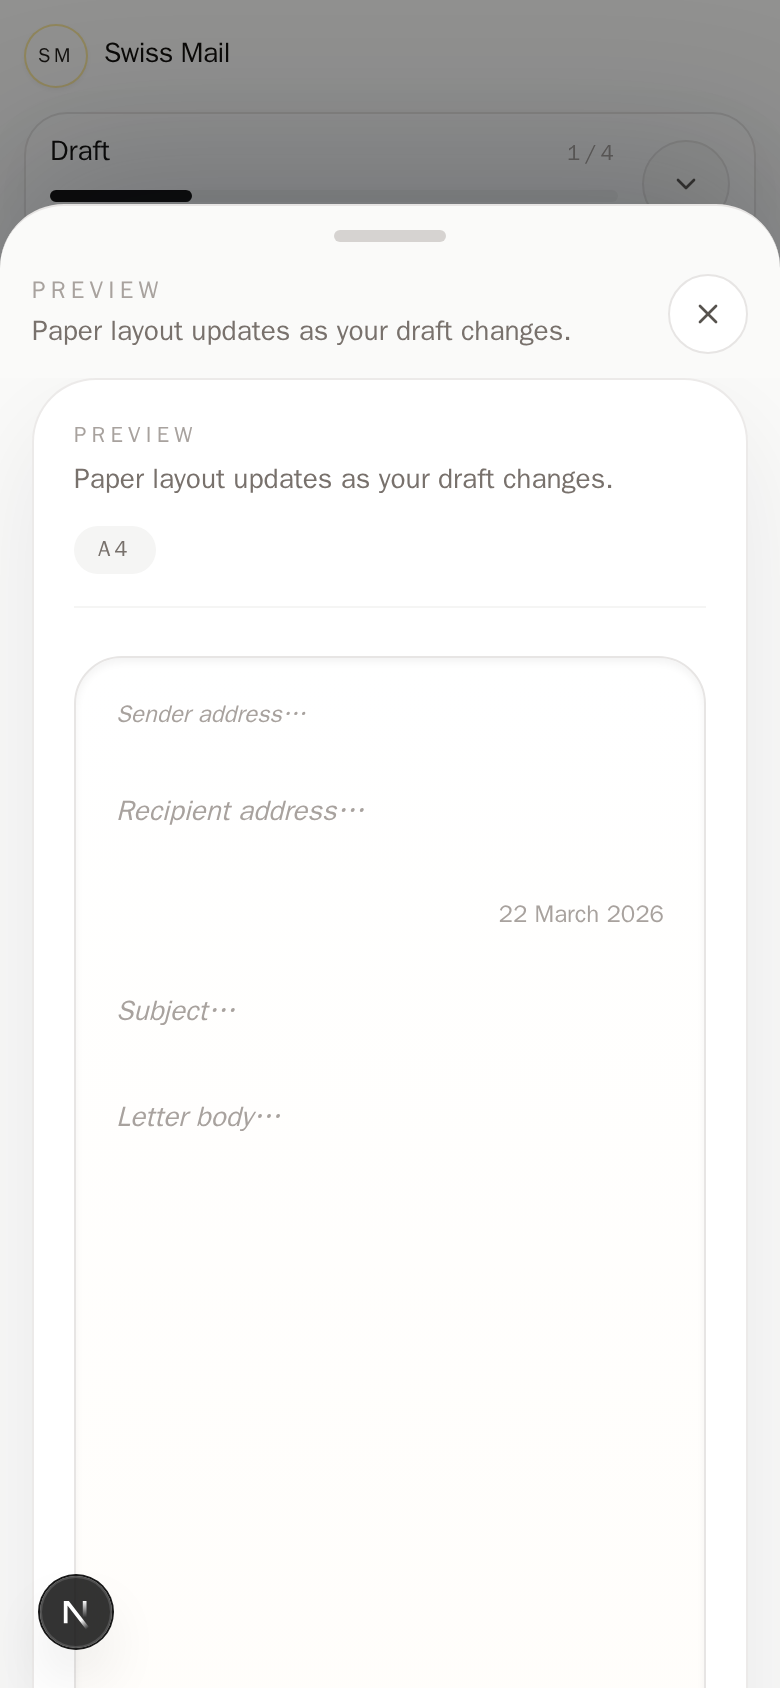 SM
Swiss Mail
Draft
1 / 4
PREVIEW
Paper layout updates as your draft changes.
PREVIEW
Paper layout updates as your draft changes.
A4
Sender address…
Recipient address…
22 March 2026
Subject…
Letter body…
N